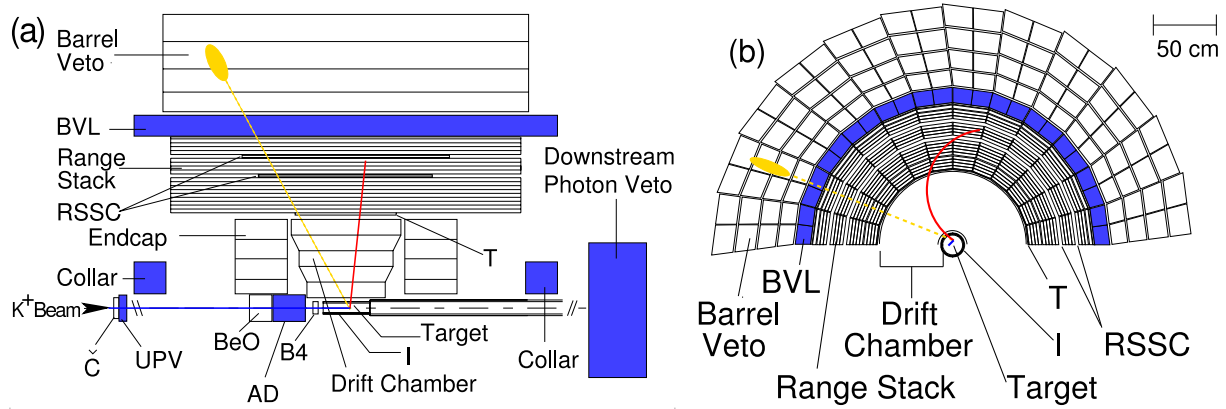 (a)
Barrel
Veto
BVL
Range
Stack
RSSC
Endcap
T
Collar
K+Beam
Č
UPV
BeO
AD
B4
I
Target
Drift Chamber
Collar
Downstream
Photon Veto
(b)
50 cm
BVL
Barrel
Veto
Range Stack
Drift
Chamber
Target
I
T
RSSC